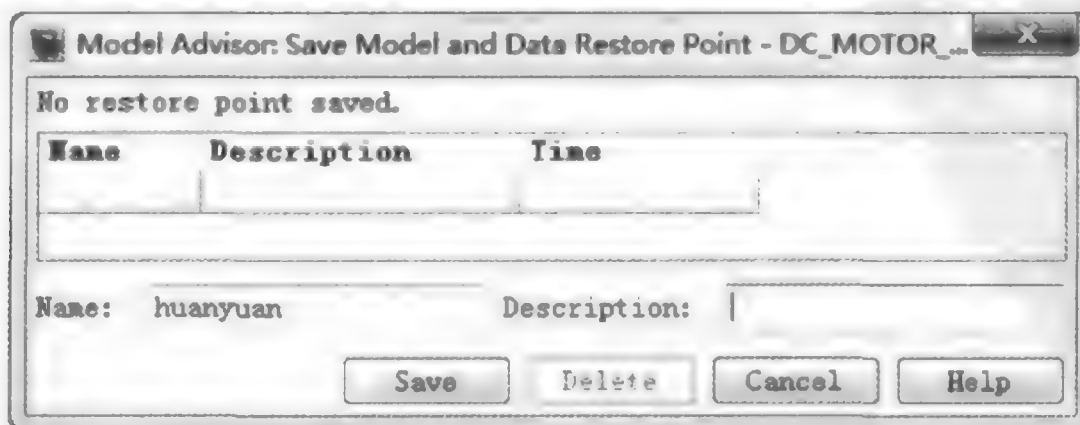 Model Advisor: Save Model and Data Restore Point - DC_MOTOR_... x
No restore point saved.
Name Description Time
Name: huanyuan Description:
Save Delete Cancel Help